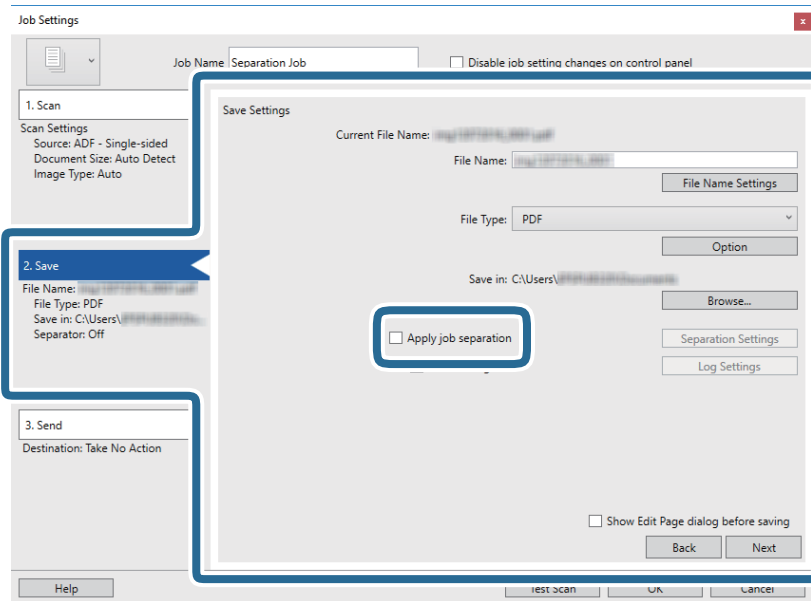 Job Settings
x
Job Name Separation Job
Disable job setting changes on control panel
1. Scan
Scan Settings
Source: ADF - Single-sided
Document Size: Auto Detect
Image Type: Auto
Save Settings
Current File Name:
File Name:
File Name Settings
File Type: PDF
Option
2. Save
File Name:
File Type: PDF
Save in: C:\Users\
Separator: Off
Save in: C:\Users\
Browse...
Apply job separation
Separation Settings
Log Settings
3. Send
Destination: Take No Action
Show Edit Page dialog before saving
Back
Next
Help
Test Scan
OK
Cancel